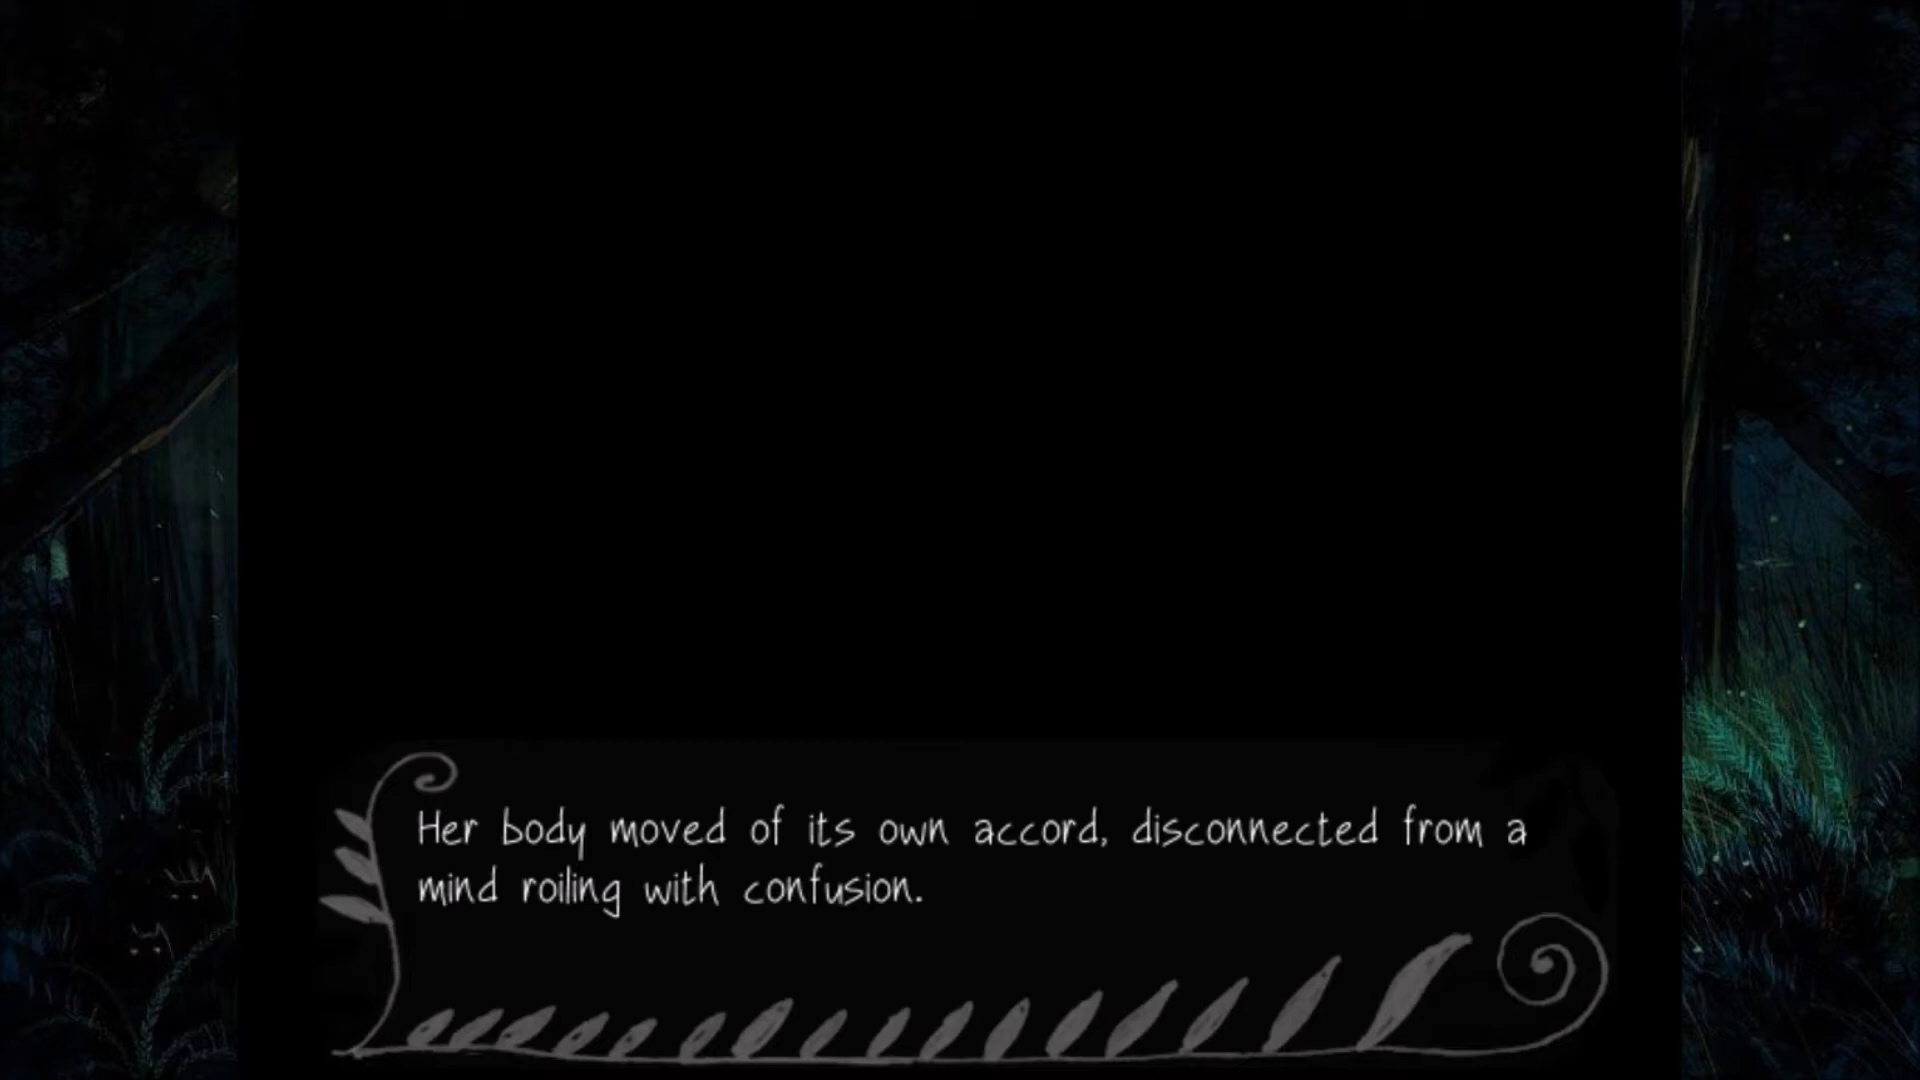 Her body moved of its own accord, disconnected from a
mind roiling with confusion.